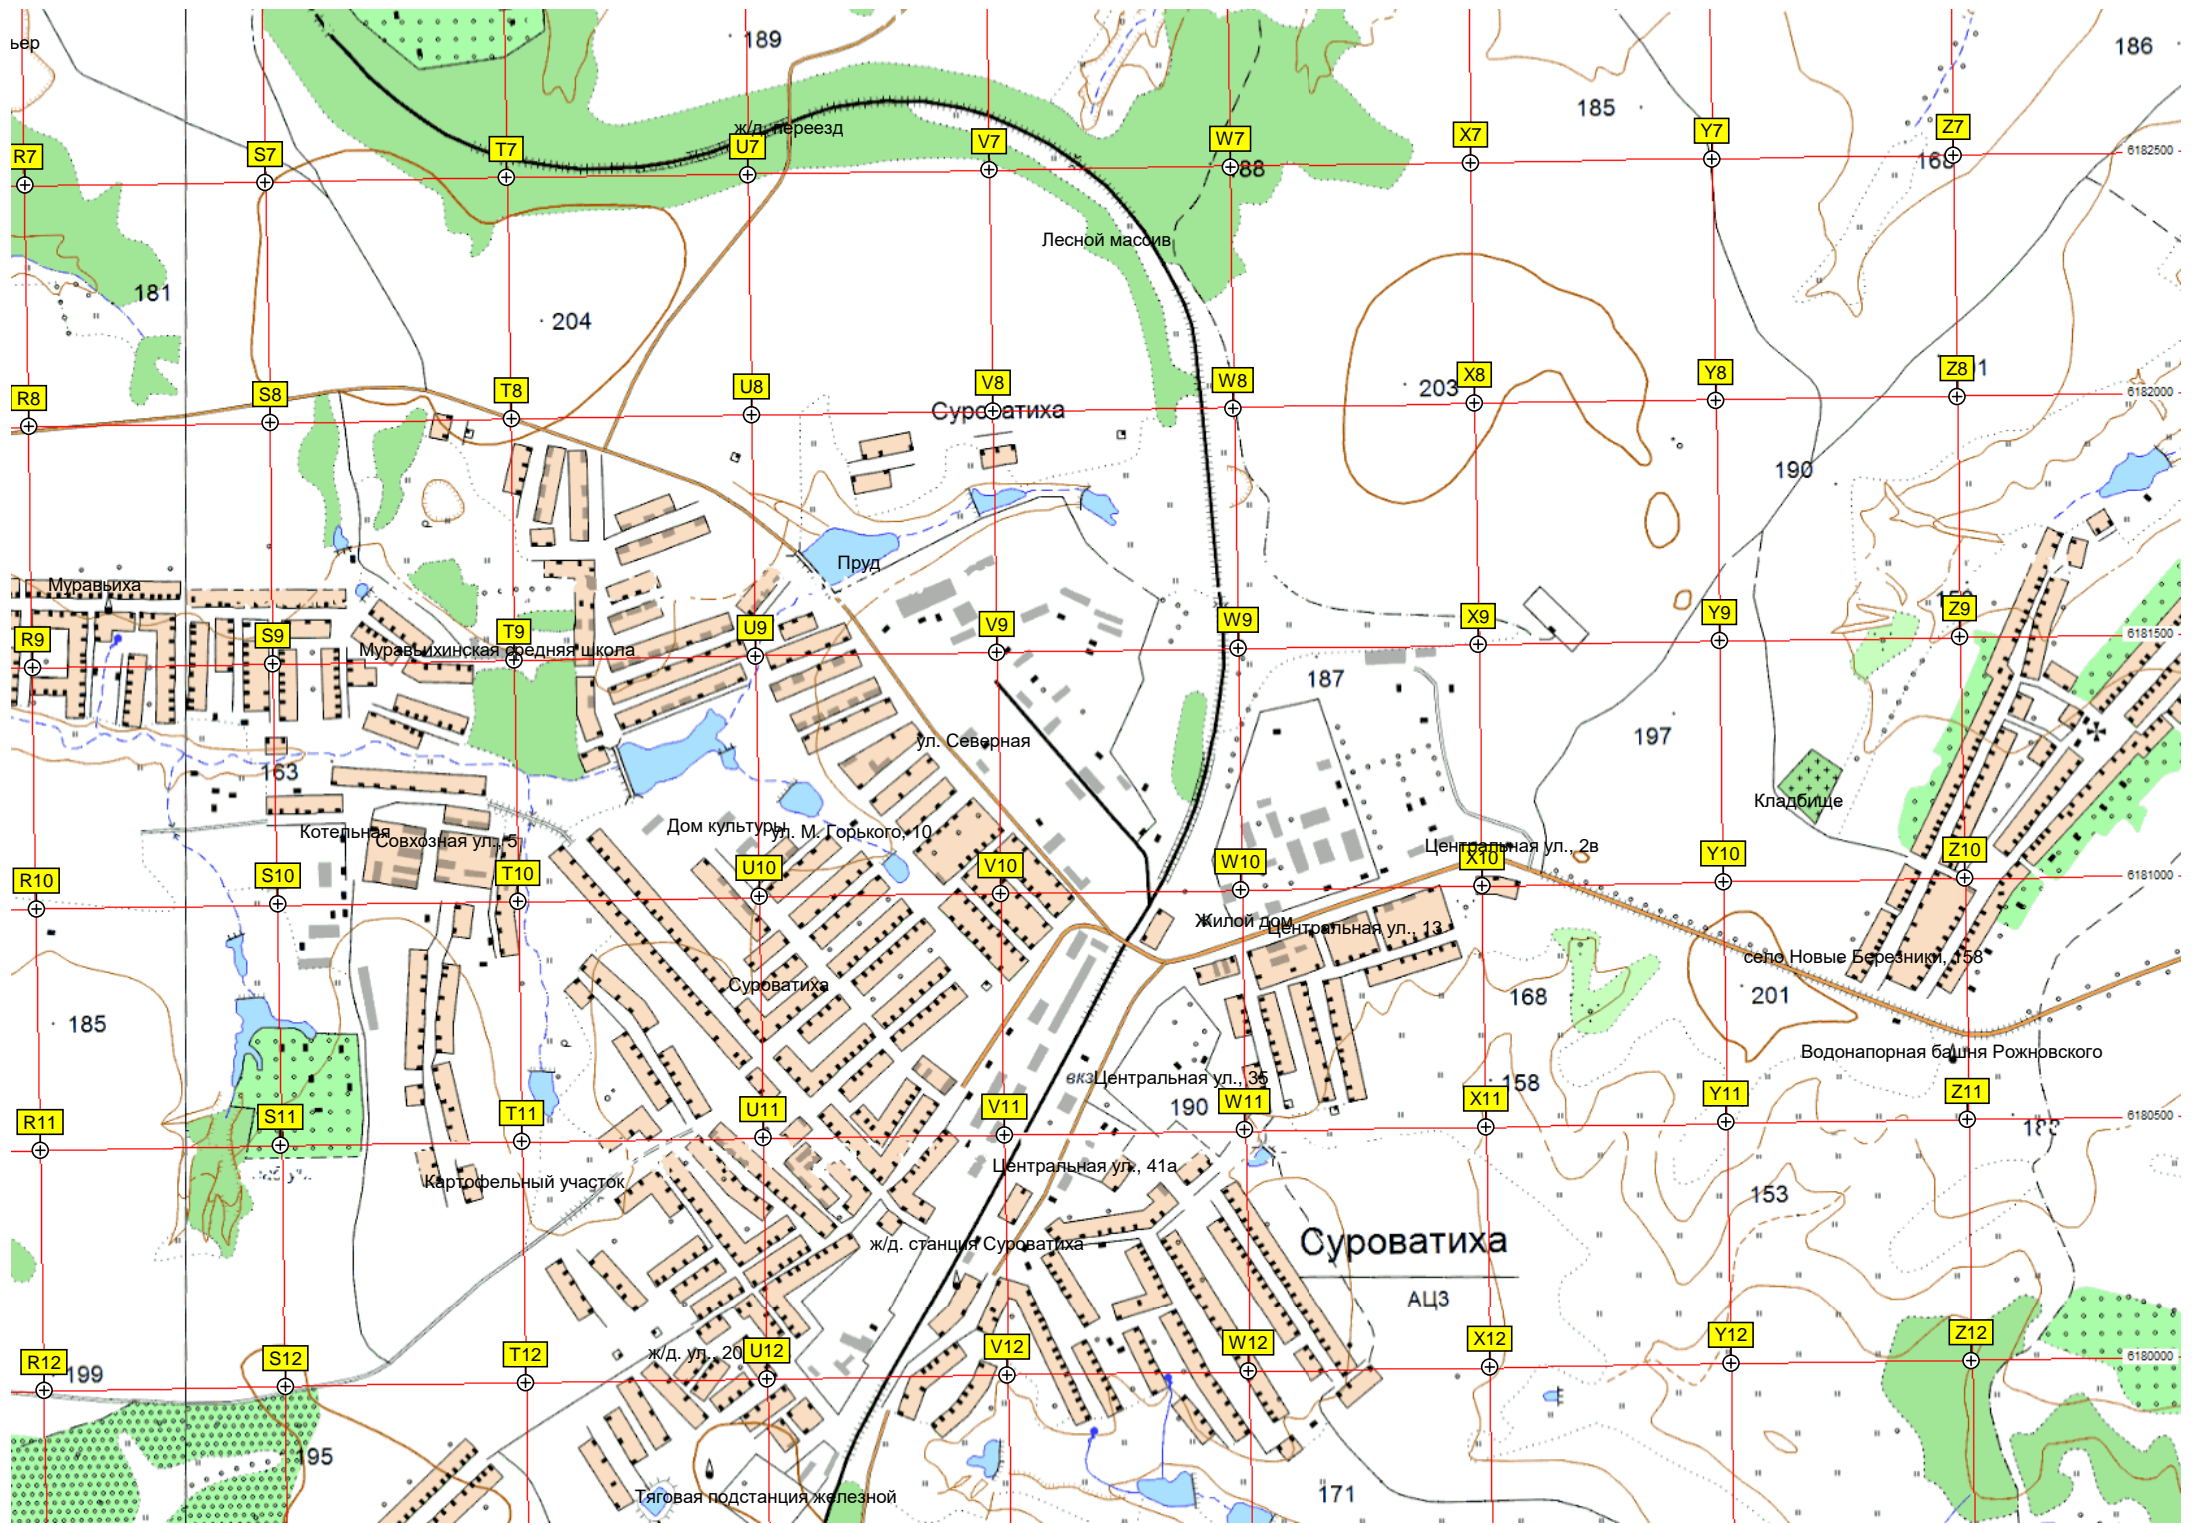 ьер
189
186
185
ж/д. переезд
R7
S7
T7
U7
V7
W7
X7
Y7
Z7
6182500
Лесной массив
181
204
203
R8
S8
T8
U8
V8
W8
X8
Y8
Z8
6182000
Суроватиха
190
Пруд
Муравьиха
R9
S9
T9
U9
V9
W9
X9
Y9
Z9
6181500
Муравьихинская средняя школа
187
197
ул. Северная
163
Кладбище
Котельная
Совхозная ул., 5
Дом культуры
ул. М. Горького, 10
Центральная ул., 2в
R10
S10
T10
U10
V10
W10
X10
Y10
Z10
6181000
Жилой дом
Центральная ул., 13
село Новые Березники, 158
Суроватиха
168
201
185
Водонапорная башня Рожновского
вкз
Центральная ул., 35
158
190
R11
S11
T11
U11
V11
W11
X11
Y11
Z11
6180500
Центральная ул., 41а
Картофельный участок
153
ж/д. станция Суроватиха
Суроватиха
АЦЗ
ж/д. ул., 20
R12
S12
T12
U12
V12
W12
X12
Y12
Z12
6180000
199
195
171
Тяговая подстанция железной